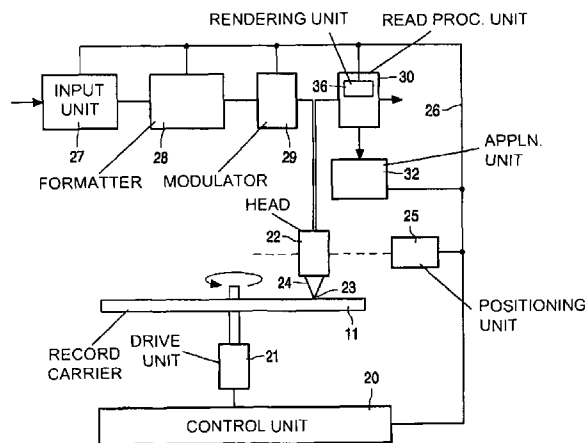 RENDERING UNIT
READ PROC. UNIT
30
36
INPUT UNIT
27
28
29
26
FORMATTER
MODULATOR
APPLN. UNIT
32
HEAD
22
25
24
23
POSITIONING UNIT
11
RECORD CARRIER
DRIVE UNIT
21
20
CONTROL UNIT